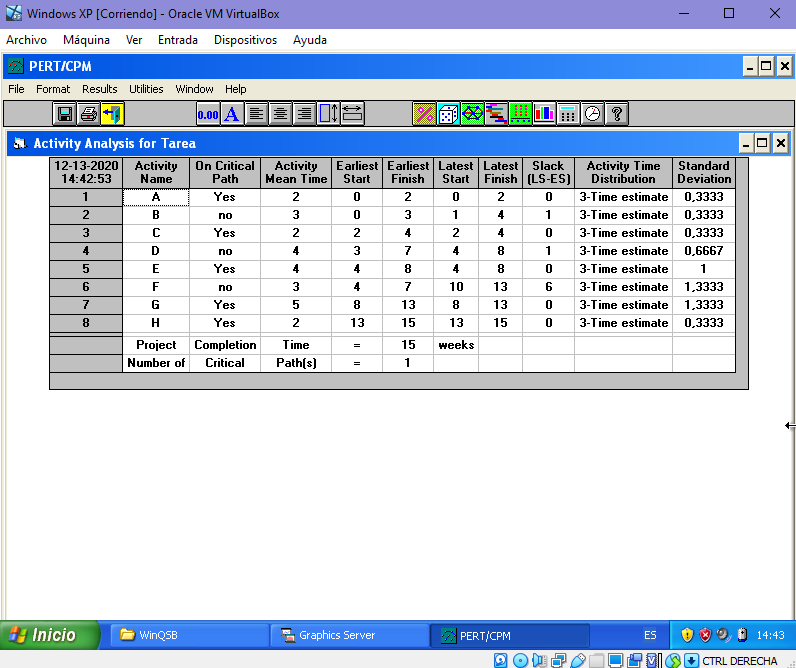 Windows XP [Corriendo] - Oracle VM VirtualBox
Archivo Máquina Ver Entrada Dispositivos Ayuda
PERT/CPM
File Format Results Utilities Window Help
0.00 A % ?
Activity Analysis for Tarea
12-13-2020 Activity On Critical Activity Earliest Earliest Latest Latest Slack Activity Time Standard
14:42:53 Name Path Mean Time Start Finish Start Finish (LS-ES) Distribution Deviation
1 A Yes 2 0 2 0 2 0 3-Time estimate 0,3333
2 B no 3 0 3 1 4 1 3-Time estimate 0,3333
3 C Yes 2 2 4 2 4 0 3-Time estimate 0,3333
4 D no 4 3 7 4 8 1 3-Time estimate 0,6667
5 E Yes 4 4 8 4 8 0 3-Time estimate 1
6 F no 3 4 7 10 13 6 3-Time estimate 1,3333
7 G Yes 5 8 13 8 13 0 3-Time estimate 1,3333
8 H Yes 2 13 15 13 15 0 3-Time estimate 0,3333
Project Completion Time = 15 weeks
Number of Critical Path(s) = 1
Inicio WinQSB Graphics Server PERT/CPM ES 14:43
CTRL DERECHA